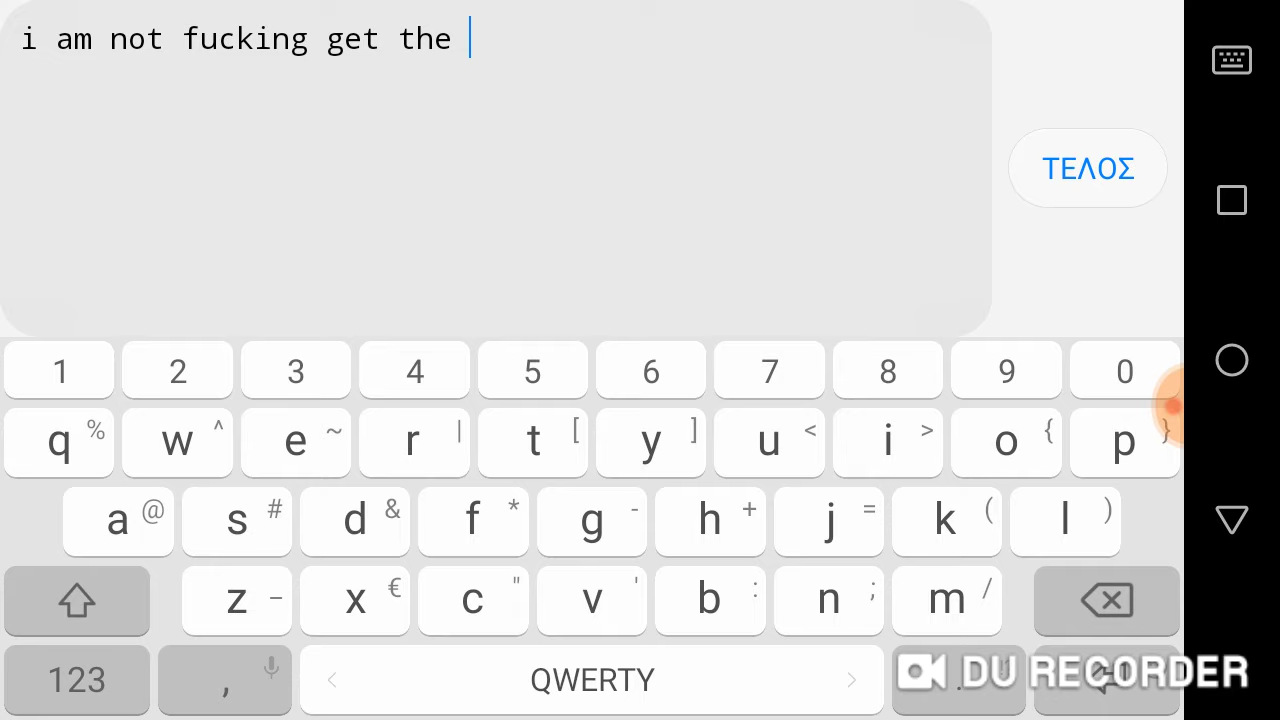 i am not fucking get the
ΤΕΛΟΣ
1 2 3 4 5 6 7 8 9 0
q % w ^ e ~ r | t [ y ] u < i > o { p }
a @ s # d & f * g - h + j = k ( l )
z – x € c " v ' b : n ; m /
123 , < QWERTY > .
DU RECORDER